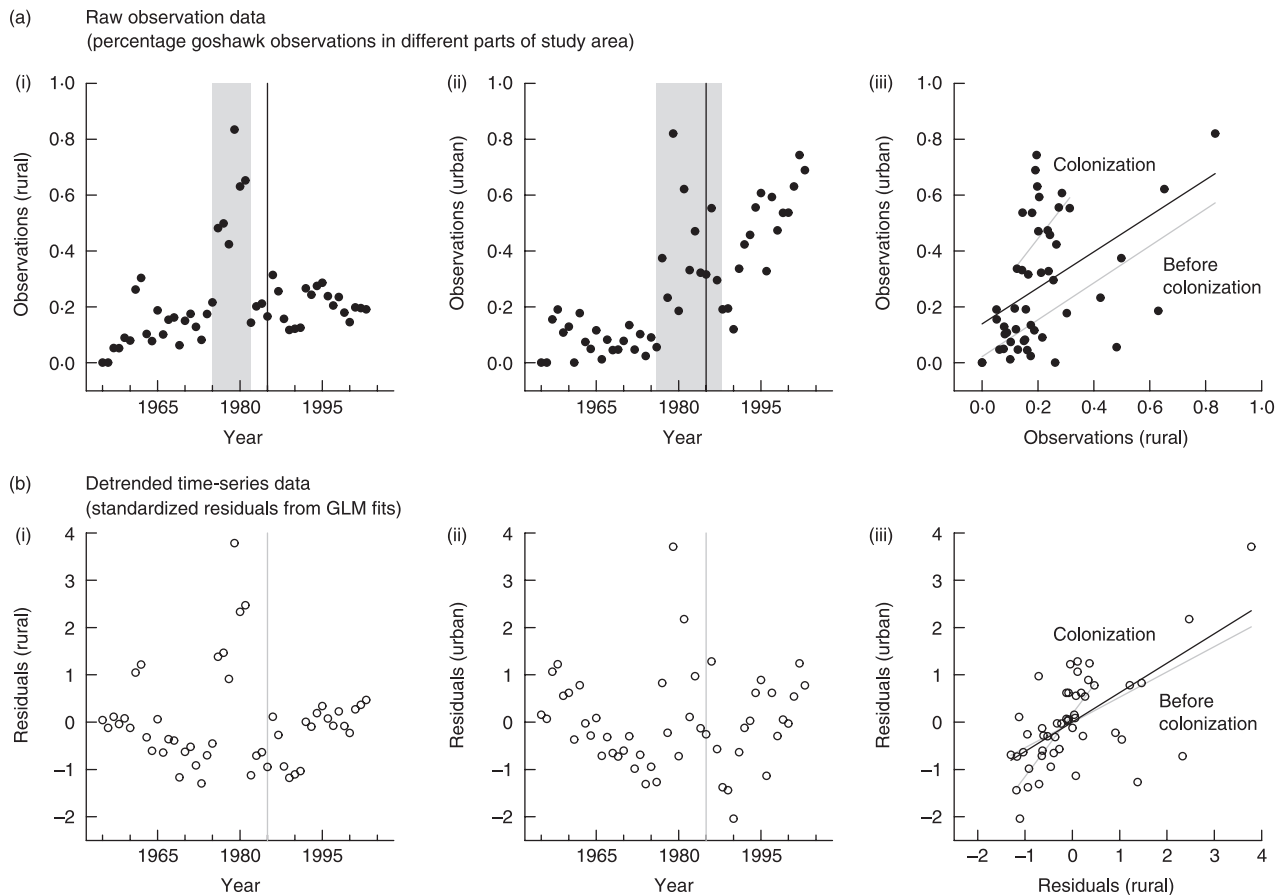 (a)
Raw observation data
(percentage goshawk observations in different parts of study area)
(i)
1·0
0·8
0·6
0·4
0·2
0·0
Observations (rural)
1965
1980
1995
Year
(ii)
1·0
0·8
0·6
0·4
0·2
0·0
Observations (urban)
1965
1980
1995
Year
(iii)
1·0
0·8
0·6
0·4
0·2
0·0
Observations (urban)
Colonization
Before
colonization
0·0
0·2
0·4
0·6
0·8
1·0
Observations (rural)
(b)
Detrended time-series data
(standardized residuals from GLM fits)
(i)
4
3
2
1
0
−1
−2
Residuals (rural)
1965
1980
1995
Year
(ii)
4
3
2
1
0
−1
−2
Residuals (urban)
1965
1980
1995
Year
(iii)
4
3
2
1
0
−1
−2
Residuals (urban)
Colonization
Before
colonization
−2
−1
0
1
2
3
4
Residuals (rural)